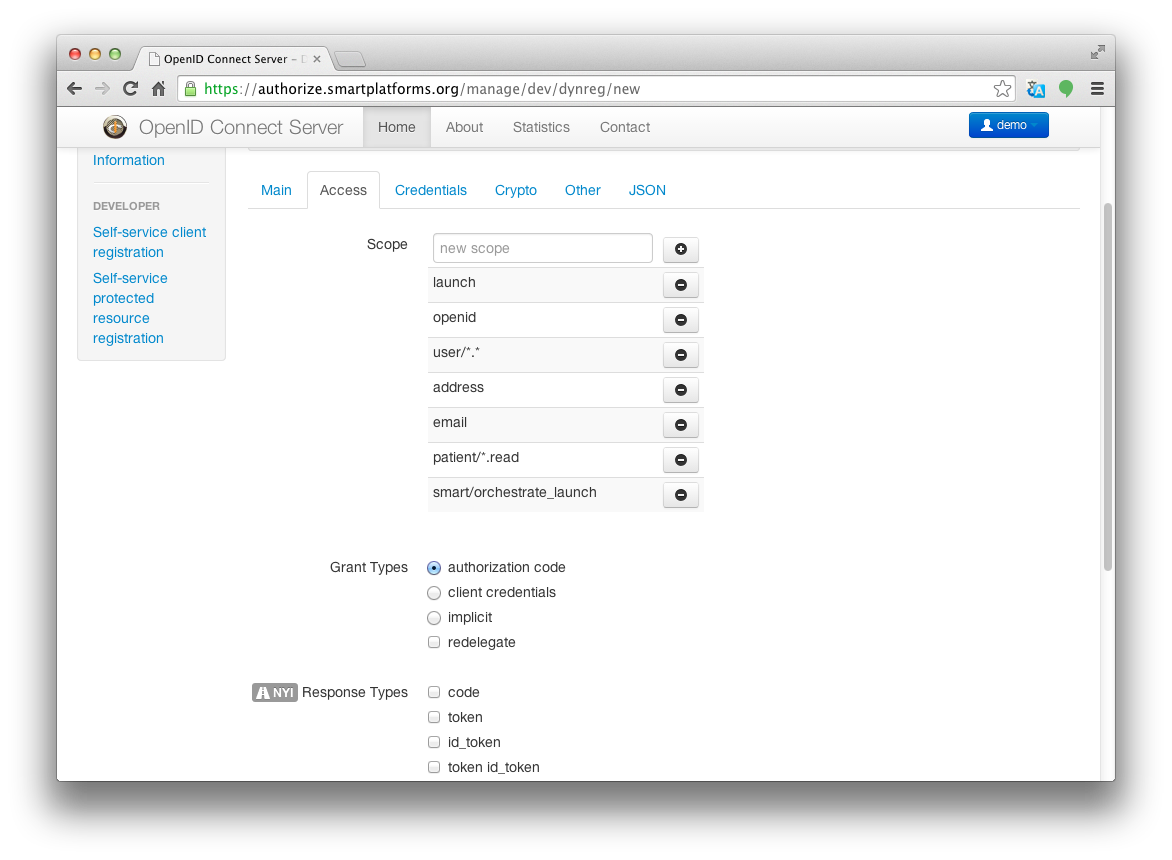 OpenID Connect Server –
https://authorize.smartplatforms.org/manage/dev/dynreg/new
OpenID Connect Server Home About Statistics Contact demo
Information
DEVELOPER
Self-service client
registration
Self-service
protected
resource
registration
Main Access Credentials Crypto Other JSON
Scope new scope
launch
openid
user/*.*
address
email
patient/*.read
smart/orchestrate_launch
Grant Types authorization code
client credentials
implicit
redelegate
NYI Response Types code
token
id_token
token id_token